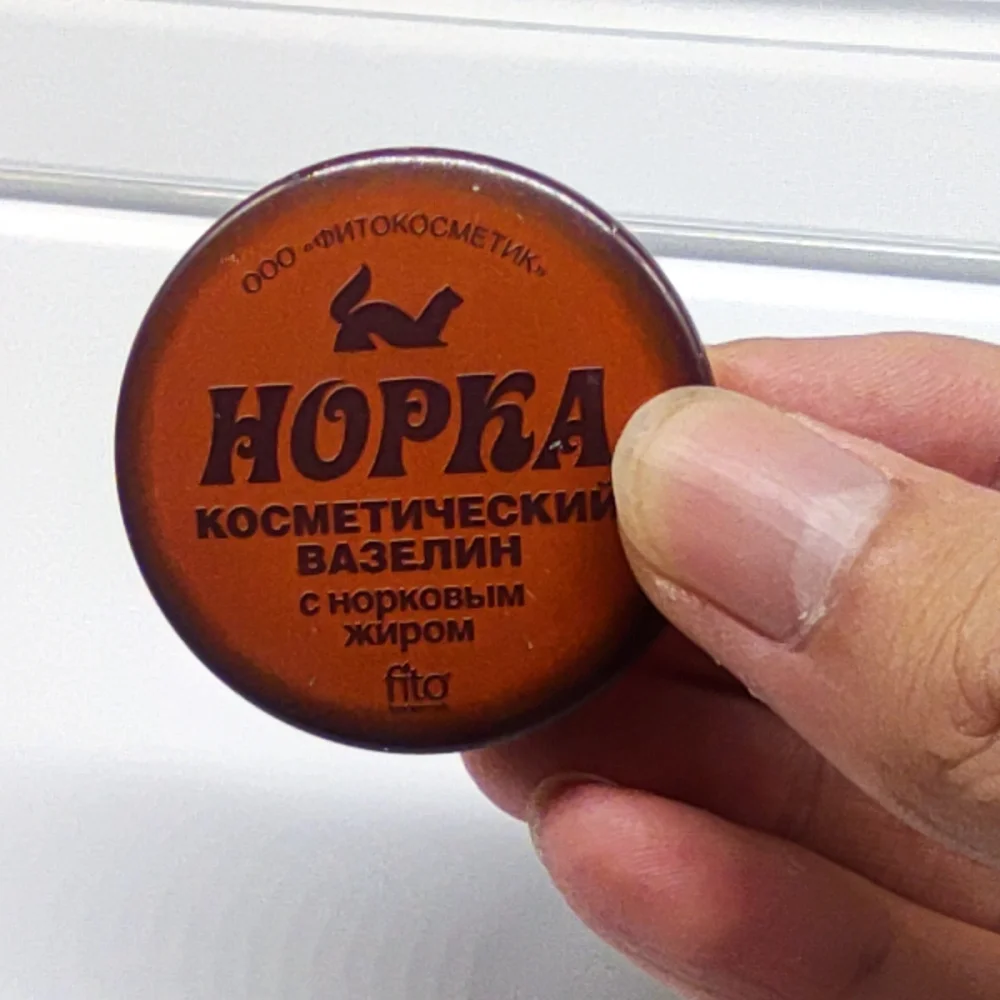 ООО «ФИТОКОСМЕТИК»
НОРКА
КОСМЕТИЧЕСКИЙ
ВАЗЕЛИН
с норковым
жиром
fito